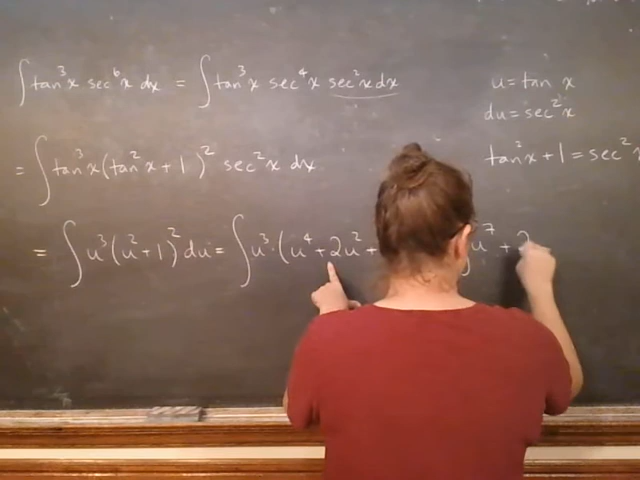 ∫ tan³x sec⁶x dx = ∫ tan³x sec⁴x sec²x dx
u = tan x
du = sec²x
= ∫ tan³x (tan²x + 1)² sec²x dx
tan²x + 1 = sec²x
= ∫ u³(u² + 1)² du = ∫ u³·(u⁴ + 2u² + u⁷ + 2